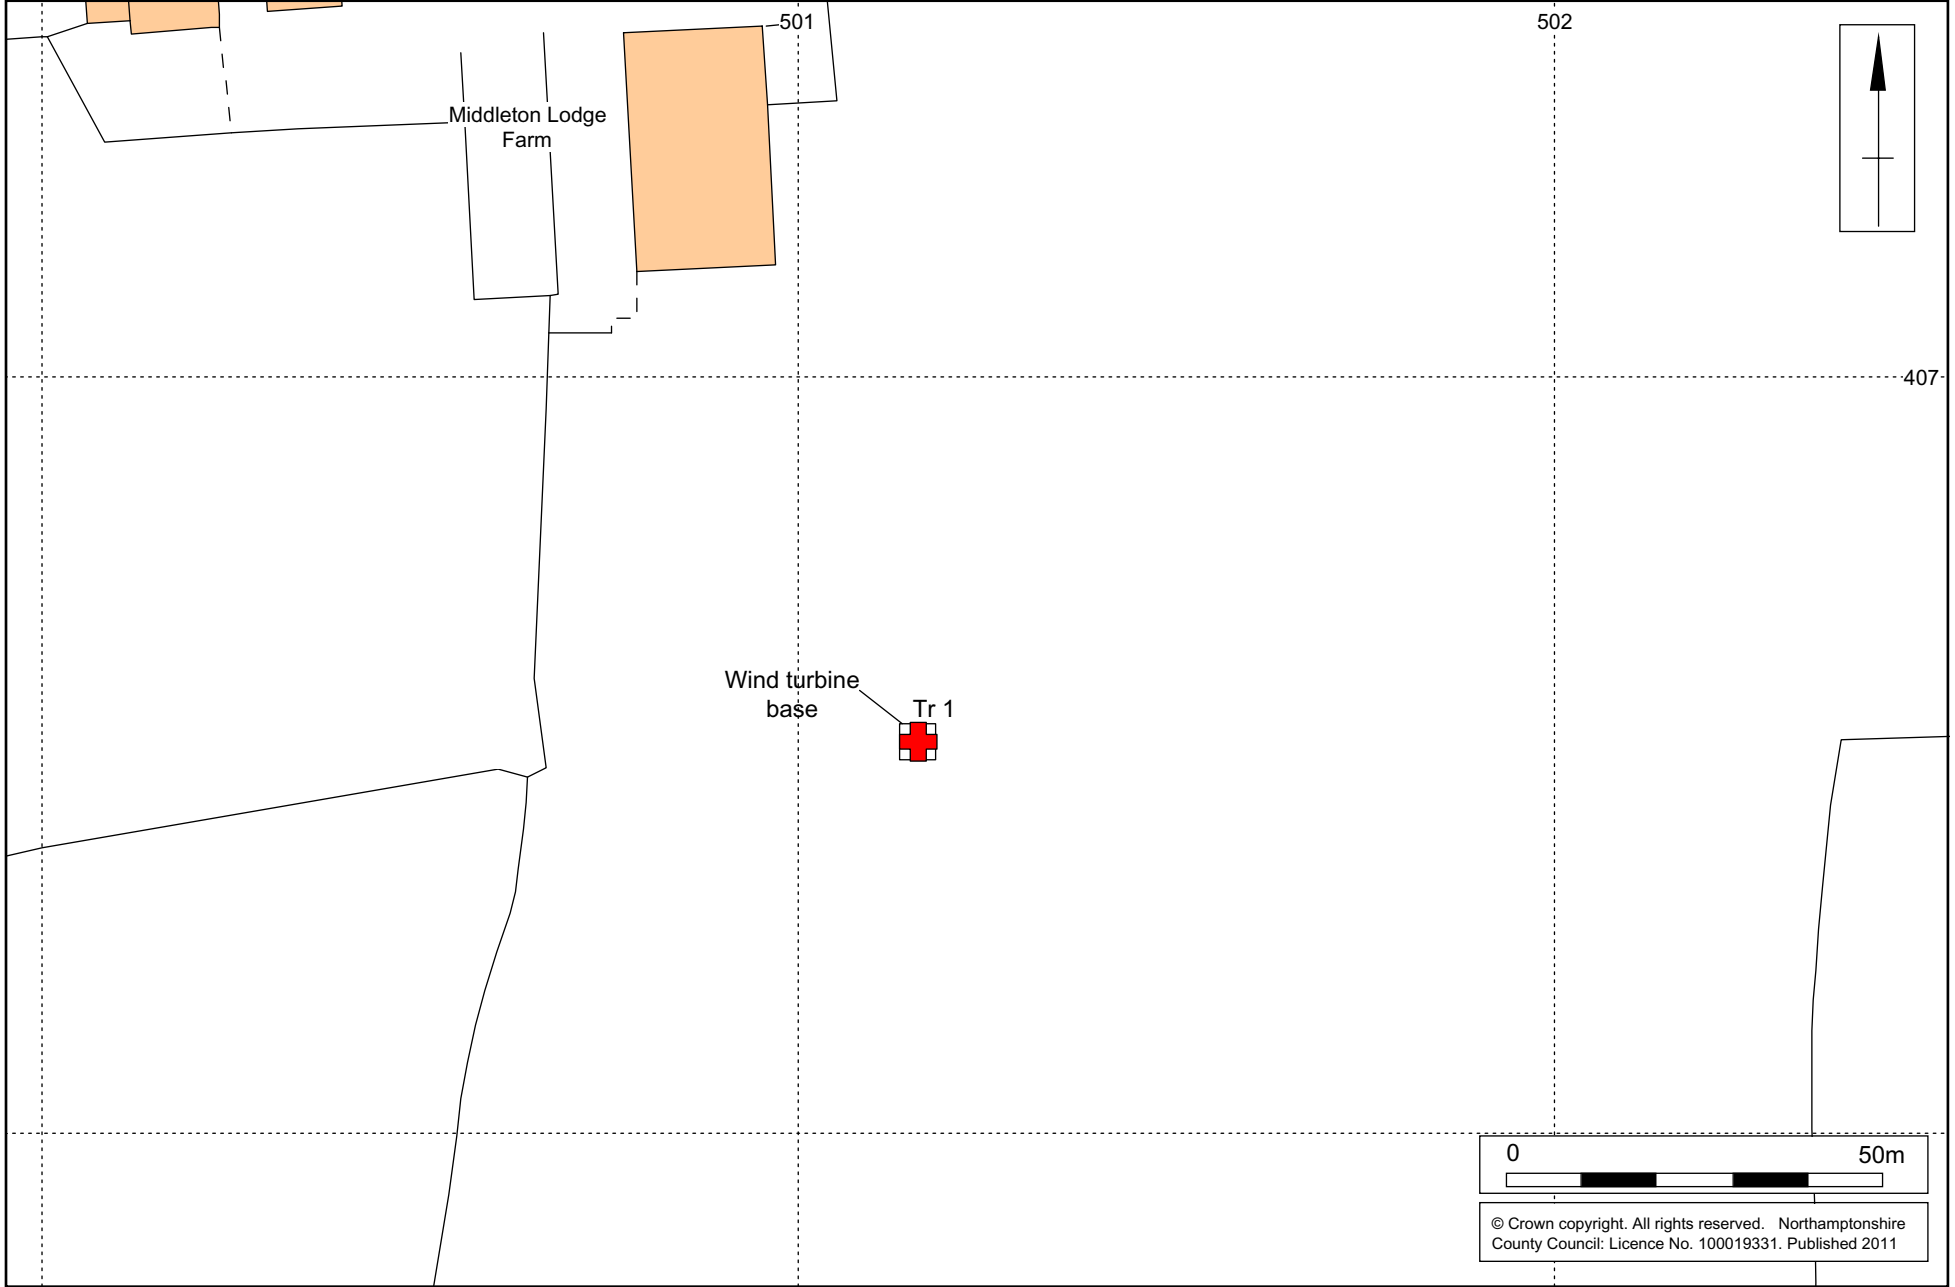 501
502
Middleton Lodge
Farm
407
Wind turbine
base
Tr 1
0
50m
© Crown copyright. All rights reserved. Northamptonshire
County Council: Licence No. 100019331. Published 2011